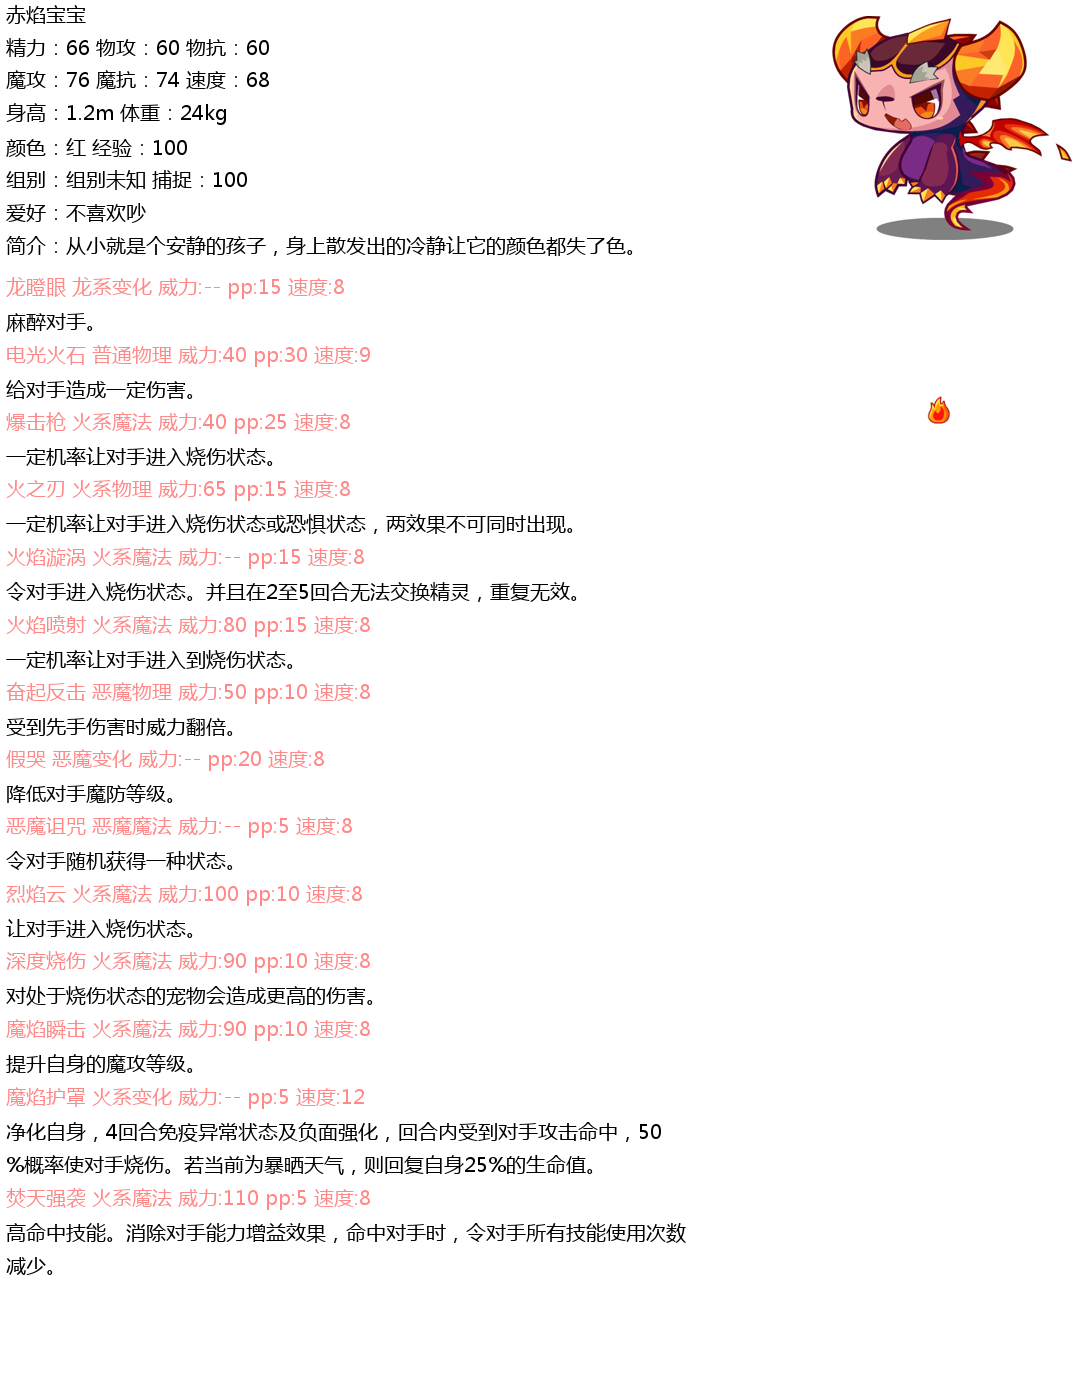 赤焰宝宝
精力：66 物攻：60 物抗：60
魔攻：76 魔抗：74 速度：68
身高：1.2m 体重：24kg
颜色：红 经验：100
组别：组别未知 捕捉：100
爱好：不喜欢吵
简介：从小就是个安静的孩子，身上散发出的冷静让它的颜色都失了色。
龙瞪眼 龙系变化 威力:-- pp:15 速度:8
麻醉对手。
电光火石 普通物理 威力:40 pp:30 速度:9
给对手造成一定伤害。
爆击枪 火系魔法 威力:40 pp:25 速度:8
一定机率让对手进入烧伤状态。
火之刃 火系物理 威力:65 pp:15 速度:8
一定机率让对手进入烧伤状态或恐惧状态，两效果不可同时出现。
火焰漩涡 火系魔法 威力:-- pp:15 速度:8
令对手进入烧伤状态。并且在2至5回合无法交换精灵，重复无效。
火焰喷射 火系魔法 威力:80 pp:15 速度:8
一定机率让对手进入到烧伤状态。
奋起反击 恶魔物理 威力:50 pp:10 速度:8
受到先手伤害时威力翻倍。
假哭 恶魔变化 威力:-- pp:20 速度:8
降低对手魔防等级。
恶魔诅咒 恶魔魔法 威力:-- pp:5 速度:8
令对手随机获得一种状态。
烈焰云 火系魔法 威力:100 pp:10 速度:8
让对手进入烧伤状态。
深度烧伤 火系魔法 威力:90 pp:10 速度:8
对处于烧伤状态的宠物会造成更高的伤害。
魔焰瞬击 火系魔法 威力:90 pp:10 速度:8
提升自身的魔攻等级。
魔焰护罩 火系变化 威力:-- pp:5 速度:12
净化自身，4回合免疫异常状态及负面强化，回合内受到对手攻击命中，50
%概率使对手烧伤。若当前为暴晒天气，则回复自身25%的生命值。
焚天强袭 火系魔法 威力:110 pp:5 速度:8
高命中技能。消除对手能力增益效果，命中对手时，令对手所有技能使用次数
减少。